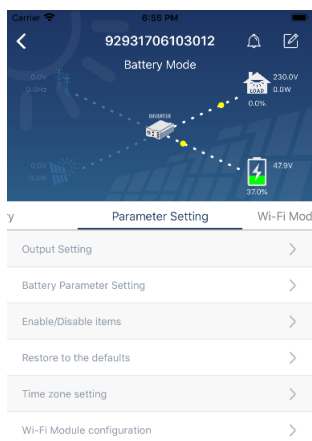 Carrier 6:55 PM
92931706103012
Battery Mode
0.0V
0.0Hz
230.0V
LOAD 0.0W
0.0%
INVERTER
0.0V
0.0W
47.9V
37.0%
ry Parameter Setting Wi-Fi Mod
Output Setting
Battery Parameter Setting
Enable/Disable items
Restore to the defaults
Time zone setting
Wi-Fi Module configuration